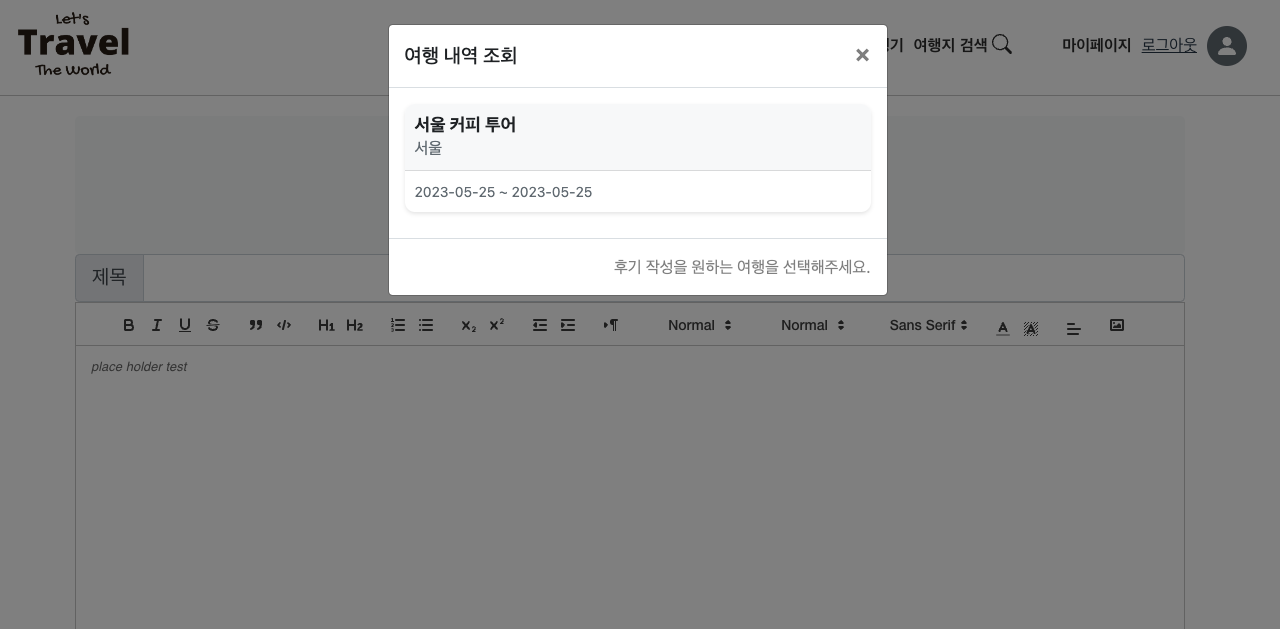 Let's
Travel
The World
여행 내역 조회
×
여행지 검색
마이페이지
로그아웃
서울 커피 투어
서울
2023-05-25 ~ 2023-05-25
후기 작성을 원하는 여행을 선택해주세요.
제목
B I U S H1 H2 X2 X2 Normal Normal Sans Serif A A
place holder test